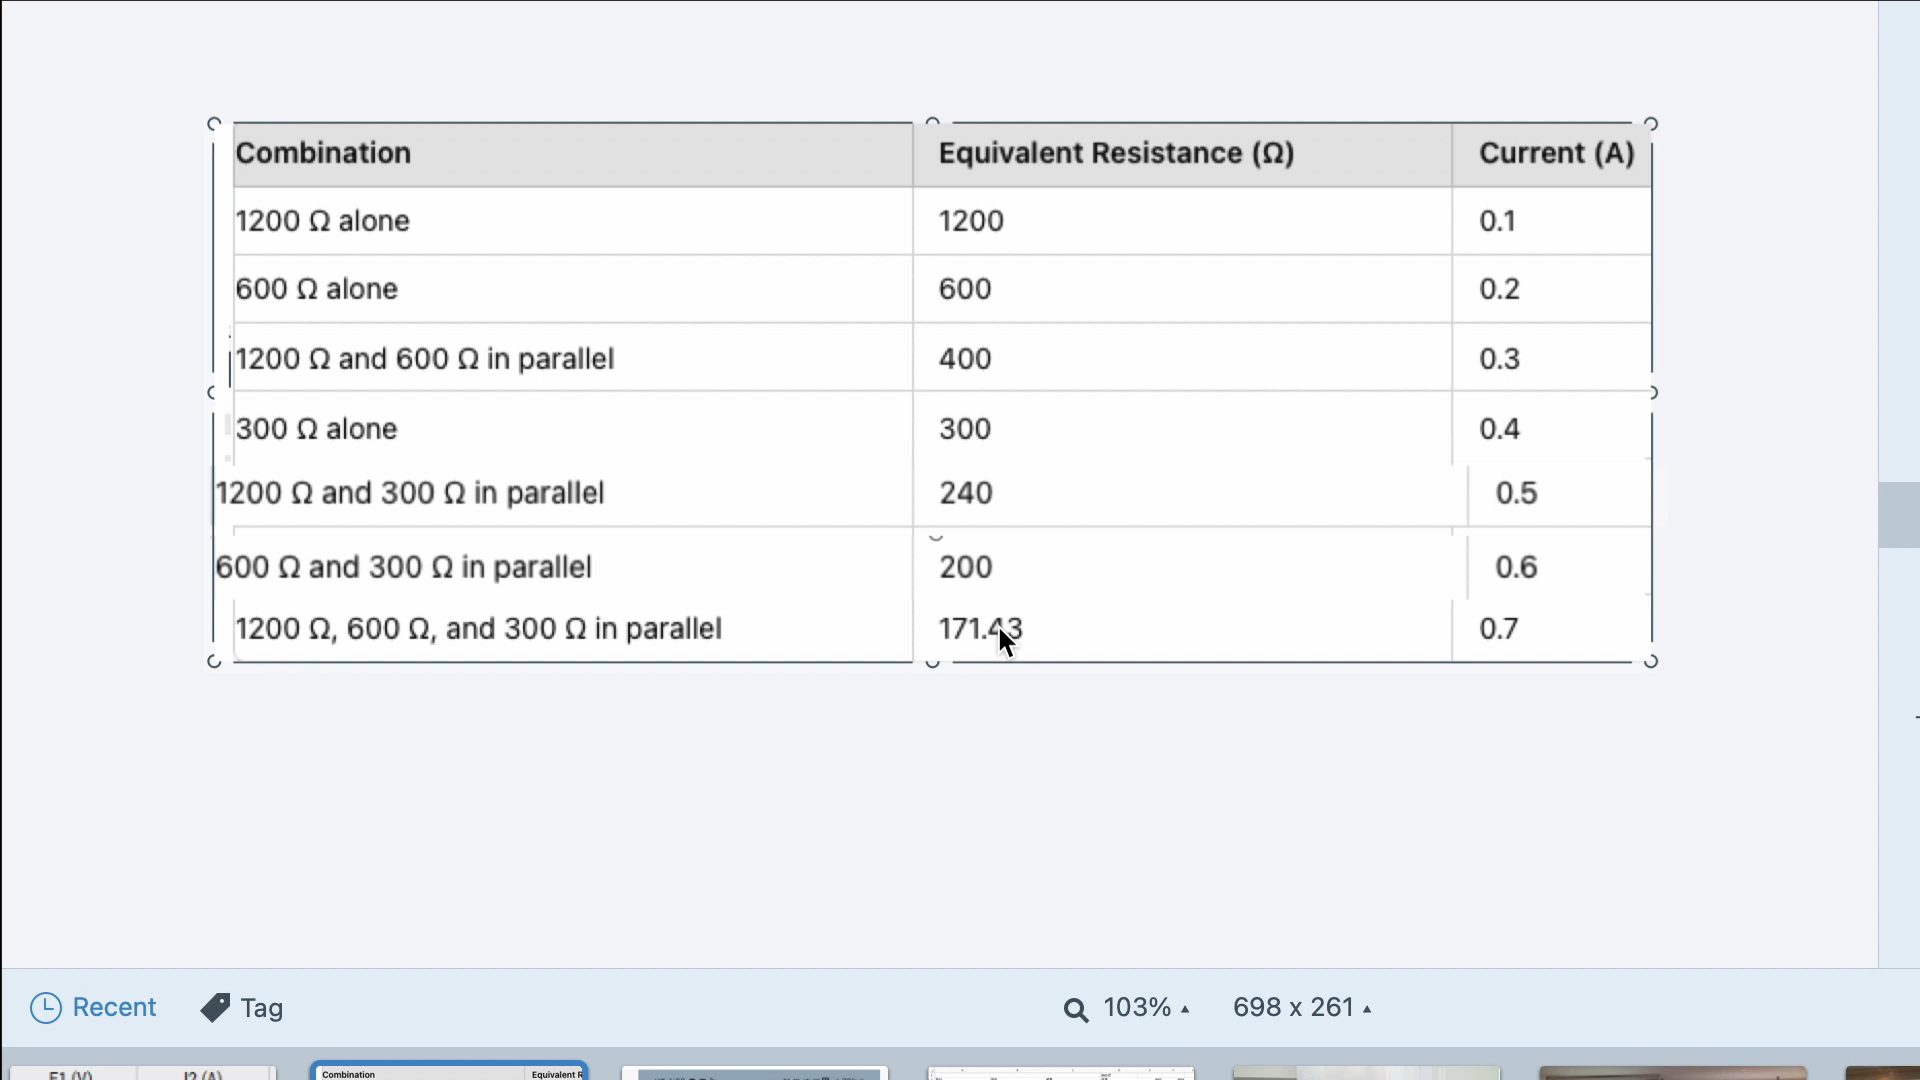 Combination Equivalent Resistance (Ω) Current (A)
1200 Ω alone 1200 0.1
600 Ω alone 600 0.2
1200 Ω and 600 Ω in parallel 400 0.3
300 Ω alone 300 0.4
1200 Ω and 300 Ω in parallel 240 0.5
600 Ω and 300 Ω in parallel 200 0.6
1200 Ω, 600 Ω, and 300 Ω in parallel 171.43 0.7
Recent Tag 103% 698 x 261
Combination Equivalent R